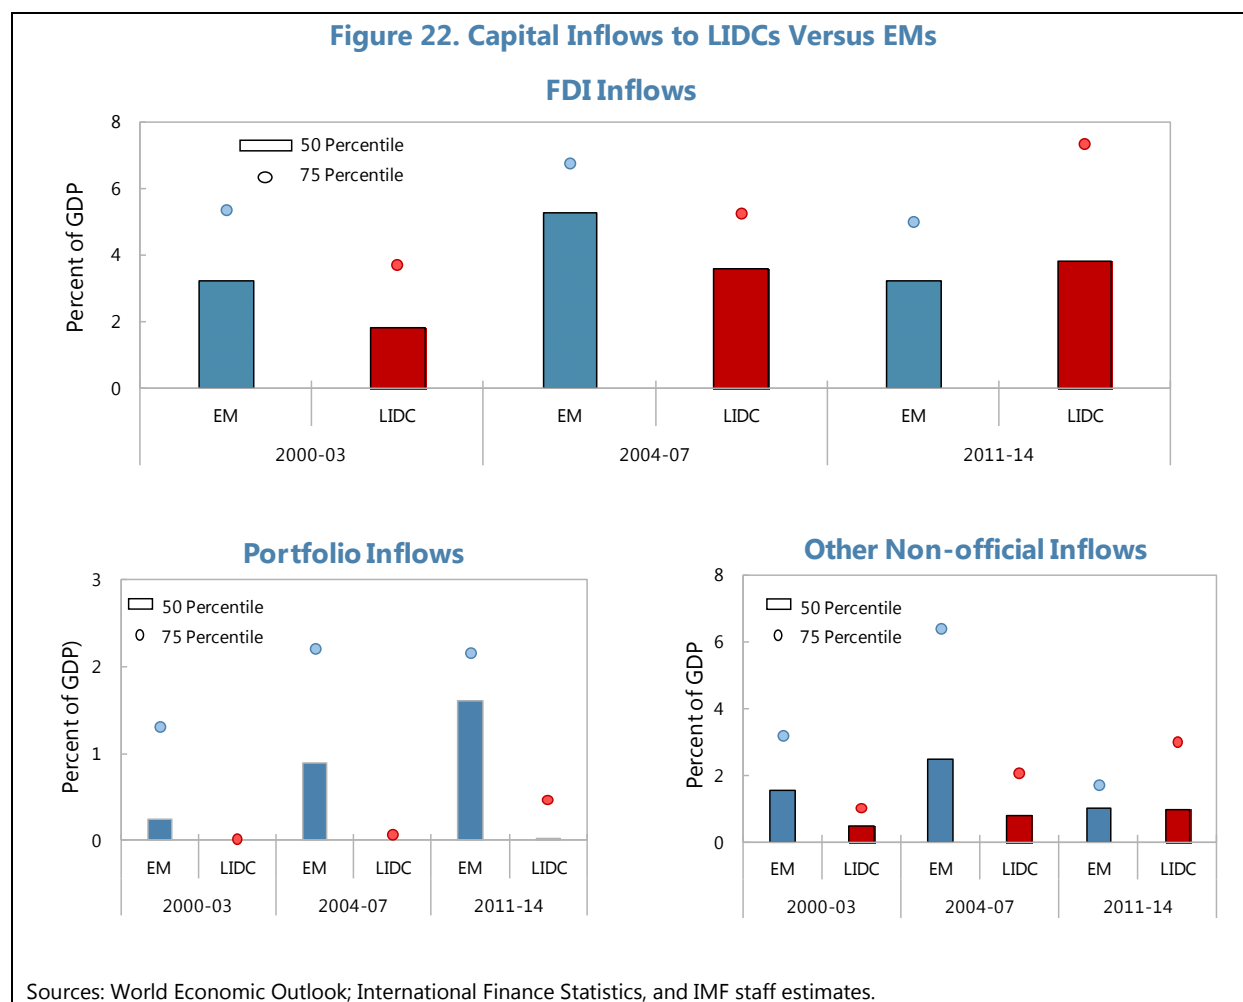 Figure 22. Capital Inflows to LIDCs Versus EMs
FDI Inflows
8
6
4
2
0
Percent of GDP
50 Percentile
75 Percentile
EM LIDC EM LIDC EM LIDC
2000-03 2004-07 2011-14
Portfolio Inflows
3
2
1
0
Percent of GDP)
50 Percentile
75 Percentile
EM LIDC EM LIDC EM LIDC
2000-03 2004-07 2011-14
Other Non-official Inflows
8
6
4
2
0
Percent of GDP
50 Percentile
75 Percentile
EM LIDC EM LIDC EM LIDC
2000-03 2004-07 2011-14
Sources: World Economic Outlook; International Finance Statistics, and IMF staff estimates.